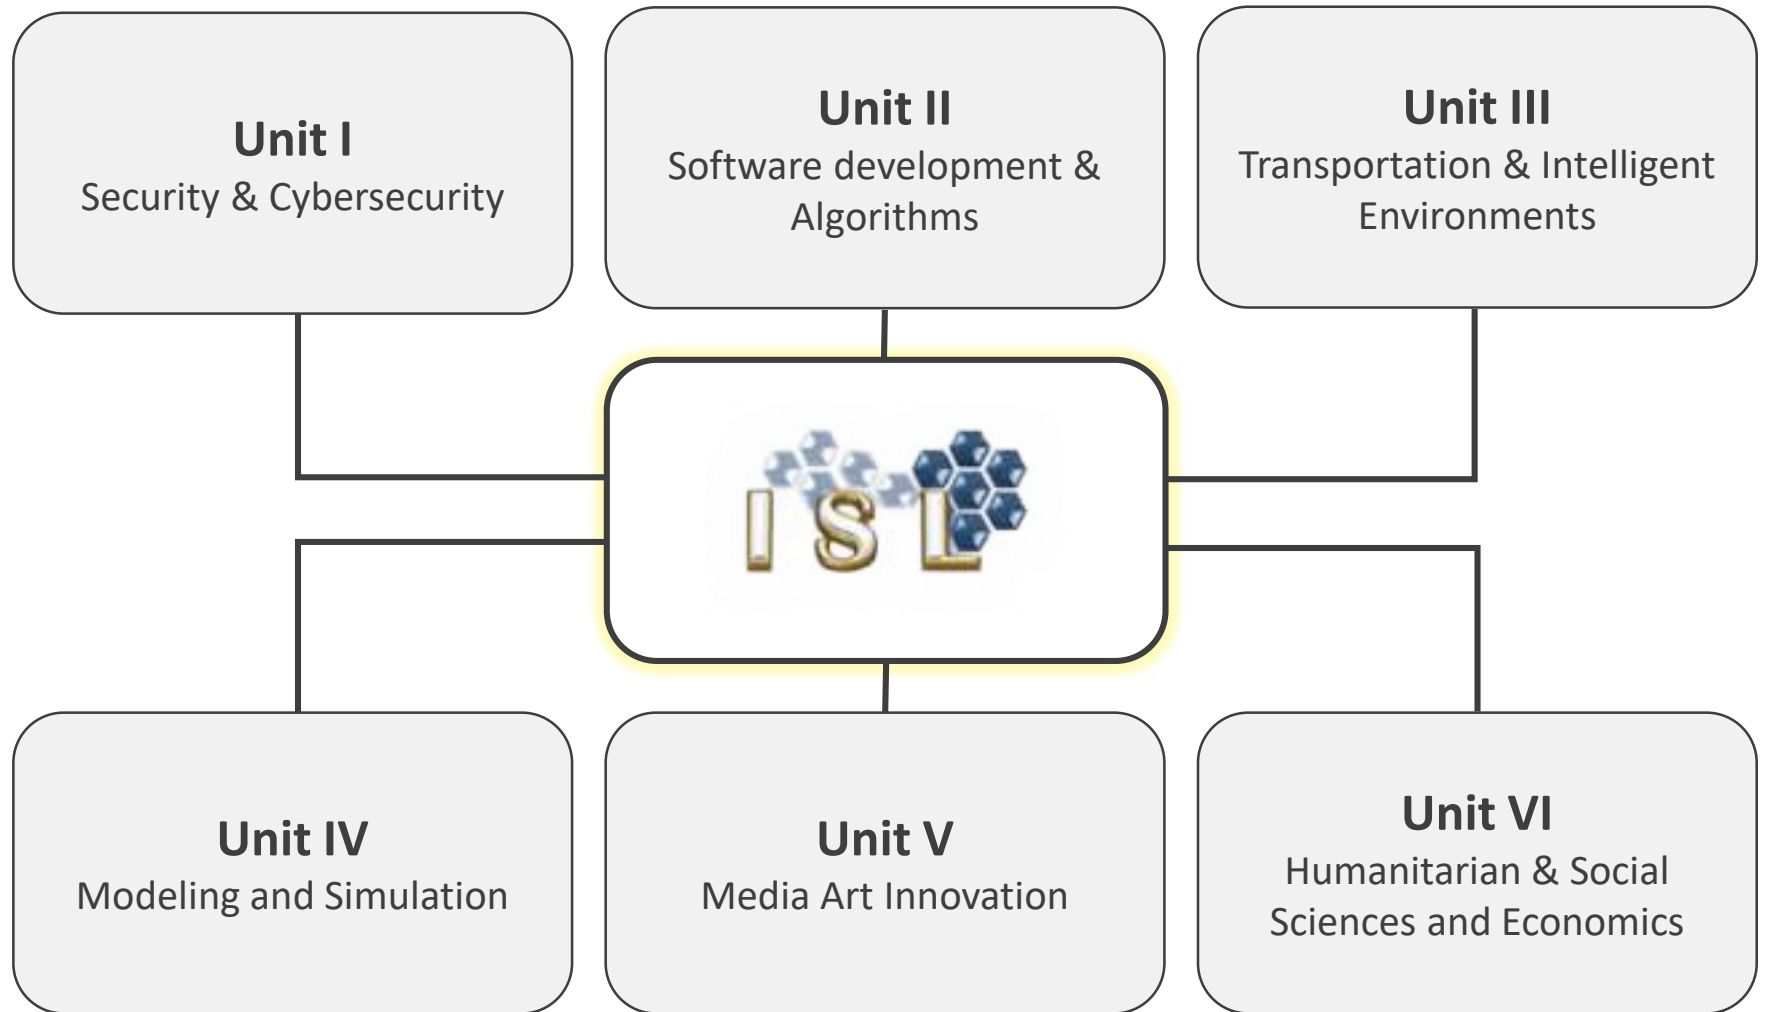 Unit I
Security & Cybersecurity
Unit II
Software development &
Algorithms
Unit III
Transportation & Intelligent
Environments
I S L
Unit IV
Modeling and Simulation
Unit V
Media Art Innovation
Unit VI
Humanitarian & Social
Sciences and Economics